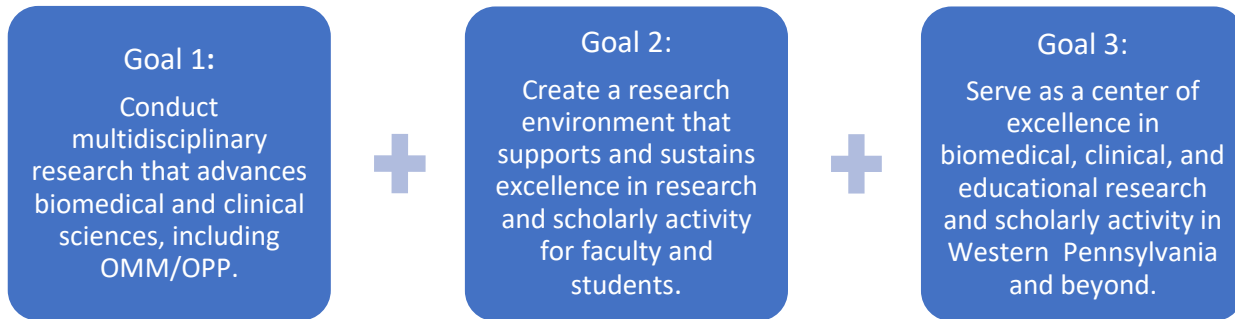 Goal 1:
Conduct
multidisciplinary
research that advances
biomedical and clinical
sciences, including
OMM/OPP.
Goal 2:
Create a research
environment that
supports and sustains
excellence in research
and scholarly activity
for faculty and
students.
Goal 3:
Serve as a center of
excellence in
biomedical, clinical, and
educational research
and scholarly activity in
Western  Pennsylvania
and beyond.